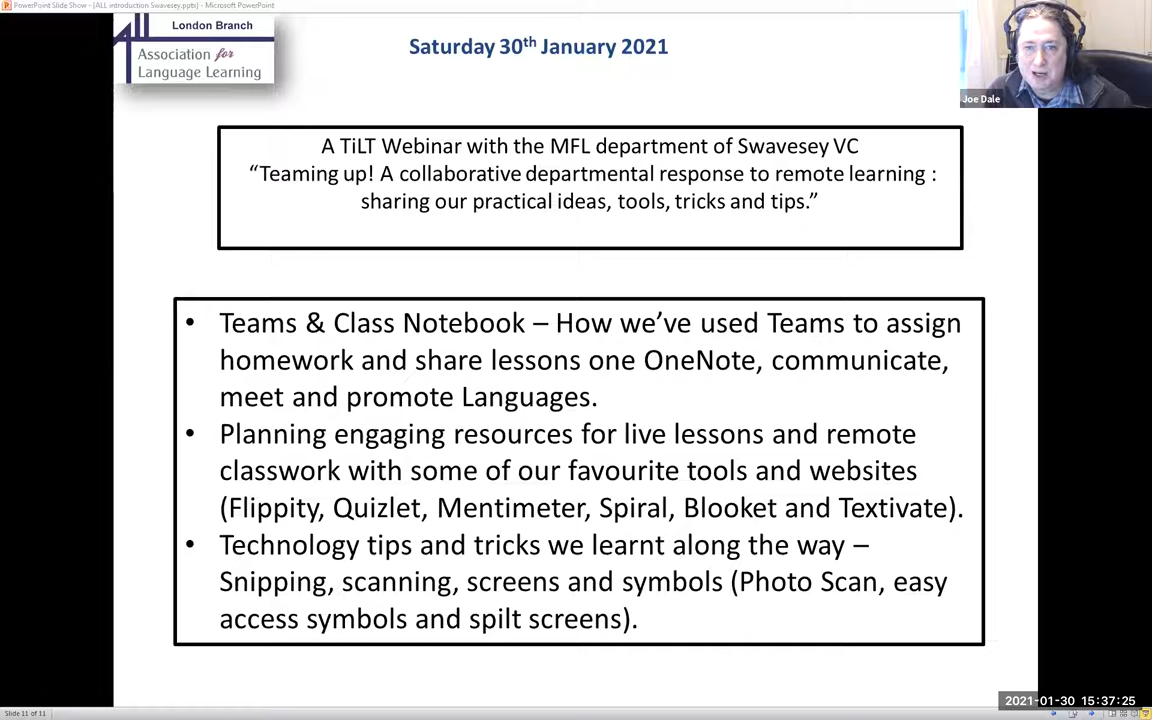 PowerPoint Slide Show - [ALL introduction Swavesey.pptx] - Microsoft PowerPoint
ALL
London Branch
Association for
Language Learning
Saturday 30th January 2021
Joe Dale
A TiLT Webinar with the MFL department of Swavesey VC
“Teaming up! A collaborative departmental response to remote learning :
sharing our practical ideas, tools, tricks and tips.”
• Teams & Class Notebook – How we’ve used Teams to assign
homework and share lessons one OneNote, communicate,
meet and promote Languages.
• Planning engaging resources for live lessons and remote
classwork with some of our favourite tools and websites
(Flippity, Quizlet, Mentimeter, Spiral, Blooket and Textivate).
• Technology tips and tricks we learnt along the way –
Snipping, scanning, screens and symbols (Photo Scan, easy
access symbols and spilt screens).
2021-01-30 15:37:25
Slide 11 of 11